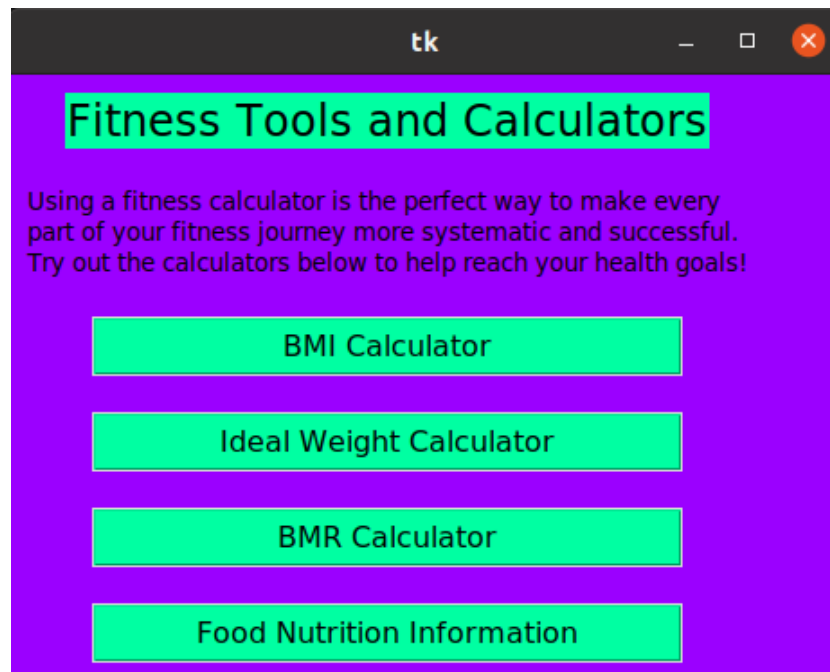 tk
Fitness Tools and Calculators
Using a fitness calculator is the perfect way to make every
part of your fitness journey more systematic and successful.
Try out the calculators below to help reach your health goals!
BMI Calculator
Ideal Weight Calculator
BMR Calculator
Food Nutrition Information